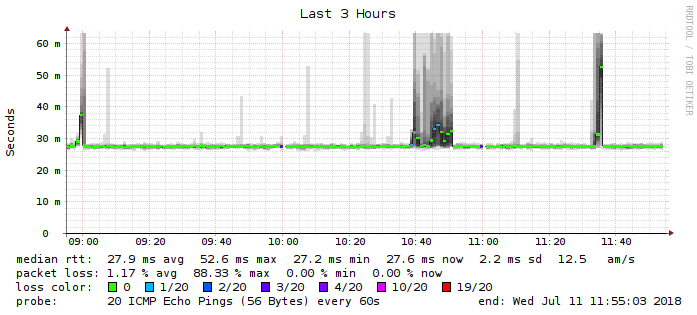 Last 3 Hours
RRDTOOL / TOBI OETIKER
Seconds
60 m
50 m
40 m
30 m
20 m
10 m
0
09:00 09:20 09:40 10:00 10:20 10:40 11:00 11:20 11:40
median rtt: 27.9 ms avg 52.6 ms max 27.2 ms min 27.6 ms now 2.2 ms sd 12.5 am/s
packet loss: 1.17 % avg 88.33 % max 0.00 % min 0.00 % now
loss color: 0 1/20 2/20 3/20 4/20 10/20 19/20
probe: 20 ICMP Echo Pings (56 Bytes) every 60s end: Wed Jul 11 11:55:03 2018